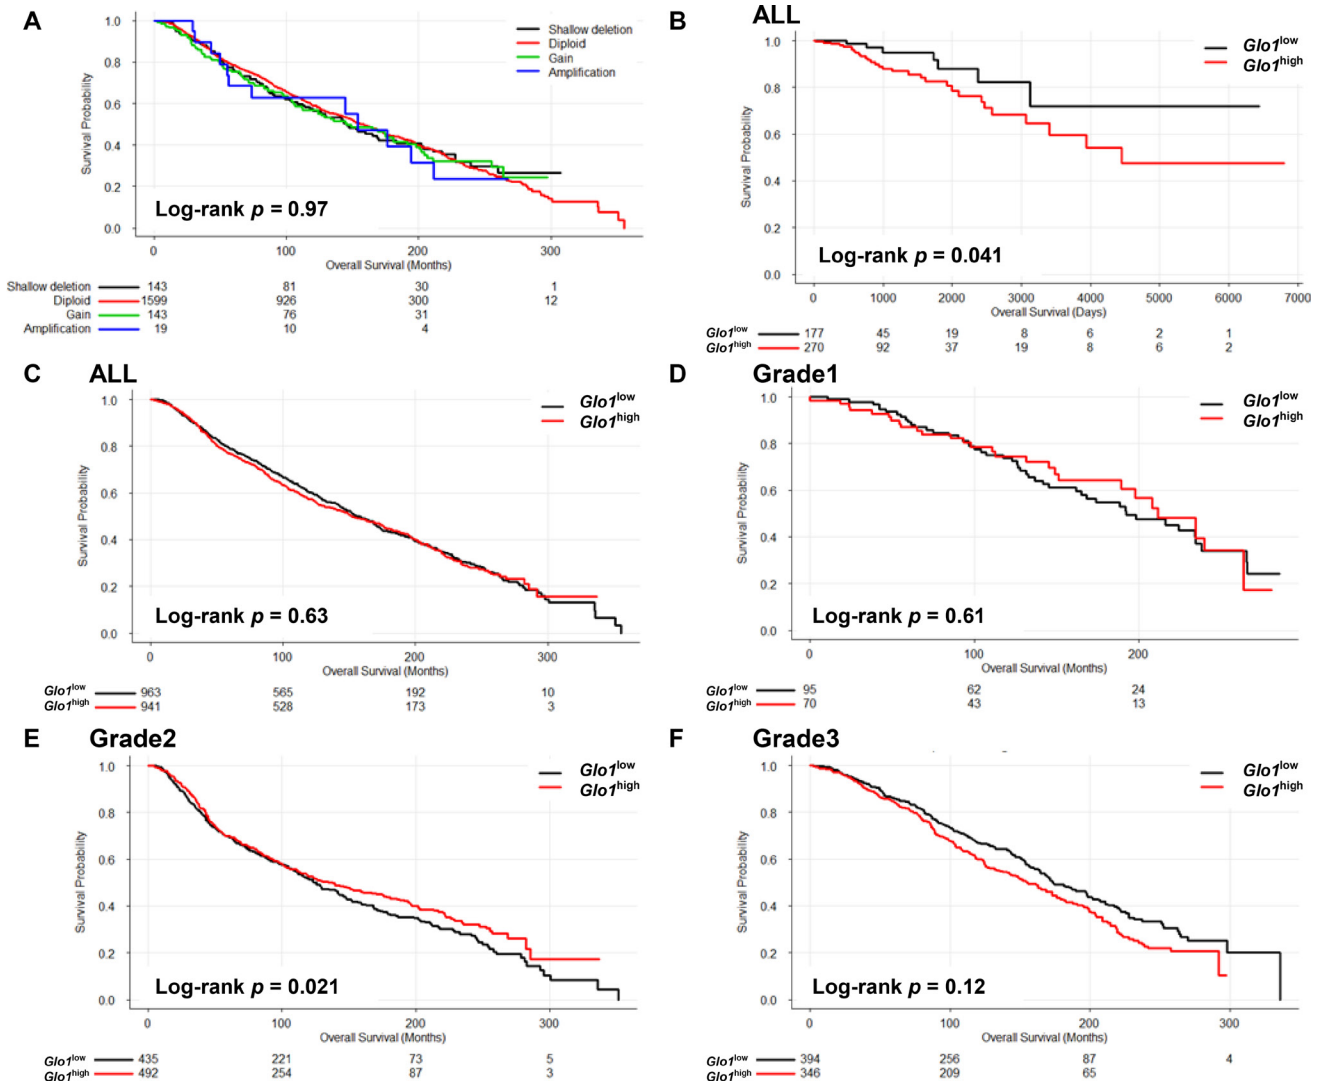 A
1.0
0.8
0.6
0.4
0.2
0.0
Survival Probability
Shallow deletion
Diploid
Gain
Amplification
Log-rank p = 0.97
0 100 200 300
Overall Survival (Months)
Shallow deletion 143 81 30 1
Diploid 1599 926 300 12
Gain 143 76 31
Amplification 19 10 4
B ALL
1.0
0.8
0.6
0.4
0.2
0.0
Survival Probability
Glo1low
Glo1high
Log-rank p = 0.041
0 1000 2000 3000 4000 5000 6000 7000
Overall Survival (Days)
Glo1low 177 45 19 8 6 2 1
Glo1high 270 92 37 19 8 6 2
C ALL
1.0
0.8
0.6
0.4
0.2
0.0
Survival Probability
Glo1low
Glo1high
Log-rank p = 0.63
0 100 200 300
Overall Survival (Months)
Glo1low 963 565 192 10
Glo1high 941 528 173 3
D Grade1
1.0
0.8
0.6
0.4
0.2
0.0
Survival Probability
Glo1low
Glo1high
Log-rank p = 0.61
0 100 200
Overall Survival (Months)
Glo1low 95 62 24
Glo1high 70 43 13
E Grade2
1.0
0.8
0.6
0.4
0.2
0.0
Survival Probability
Glo1low
Glo1high
Log-rank p = 0.021
0 100 200 300
Overall Survival (Months)
Glo1low 435 221 73 5
Glo1high 492 254 87 3
F Grade3
1.0
0.8
0.6
0.4
0.2
0.0
Survival Probability
Glo1low
Glo1high
Log-rank p = 0.12
0 100 200 300
Overall Survival (Months)
Glo1low 394 256 87 4
Glo1high 346 209 65